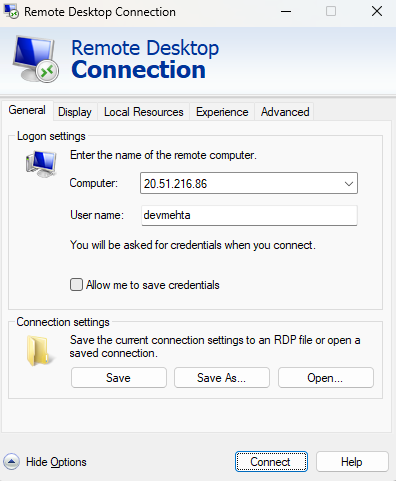 Remote Desktop Connection
Remote Desktop
Connection
General Display Local Resources Experience Advanced
Logon settings
Enter the name of the remote computer.
Computer: 20.51.216.86
User name: devmehta
You will be asked for credentials when you connect.
Allow me to save credentials
Connection settings
Save the current connection settings to an RDP file or open a
saved connection.
Save Save As... Open...
Hide Options Connect Help